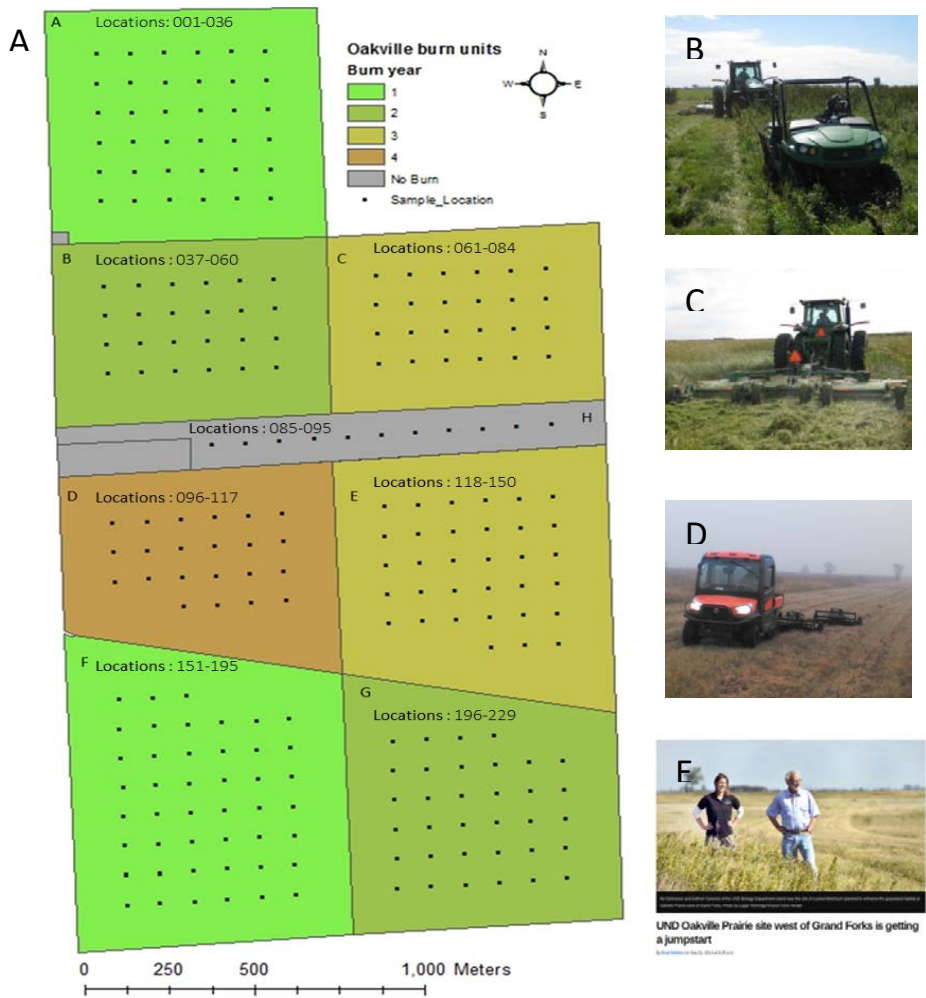 A
A Locations: 001-036
Oakville burn units
Burn year
1
2
3
4
No Burn
Sample_Location
N
W E
S
B Locations : 037-060
C Locations : 061-084
Locations : 085-095 H
D Locations : 096-117
E Locations : 118-150
F Locations : 151-195
G
Locations : 196-229
0 250 500 1,000 Meters
B
C
D
E
UND Oakville Prairie site west of Grand Forks is getting
a jumpstart